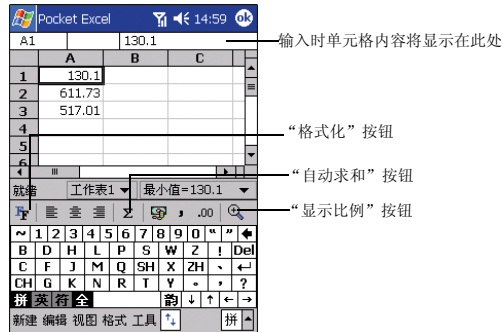 Pocket Excel 14:59 ok
A1 130.1
输入时单元格内容将显示在此处
A B C
1 130.1
2 611.73
3 517.01
4
5
6
“格式化”按钮
“自动求和”按钮
就绪 工作表1 最小值=130.1
“显示比例”按钮
FF Σ , .00
~ 1 2 3 4 5 6 7 8 9 0 “ ” ←
B D H L P S W Z ! Del
C F J M Q SH X ZH 、 ↵
CH G K N R T Y 。 , ?
拼 英 符 全 韵 ↓ ↑ ← →
新建 编辑 视图 格式 工具 拼